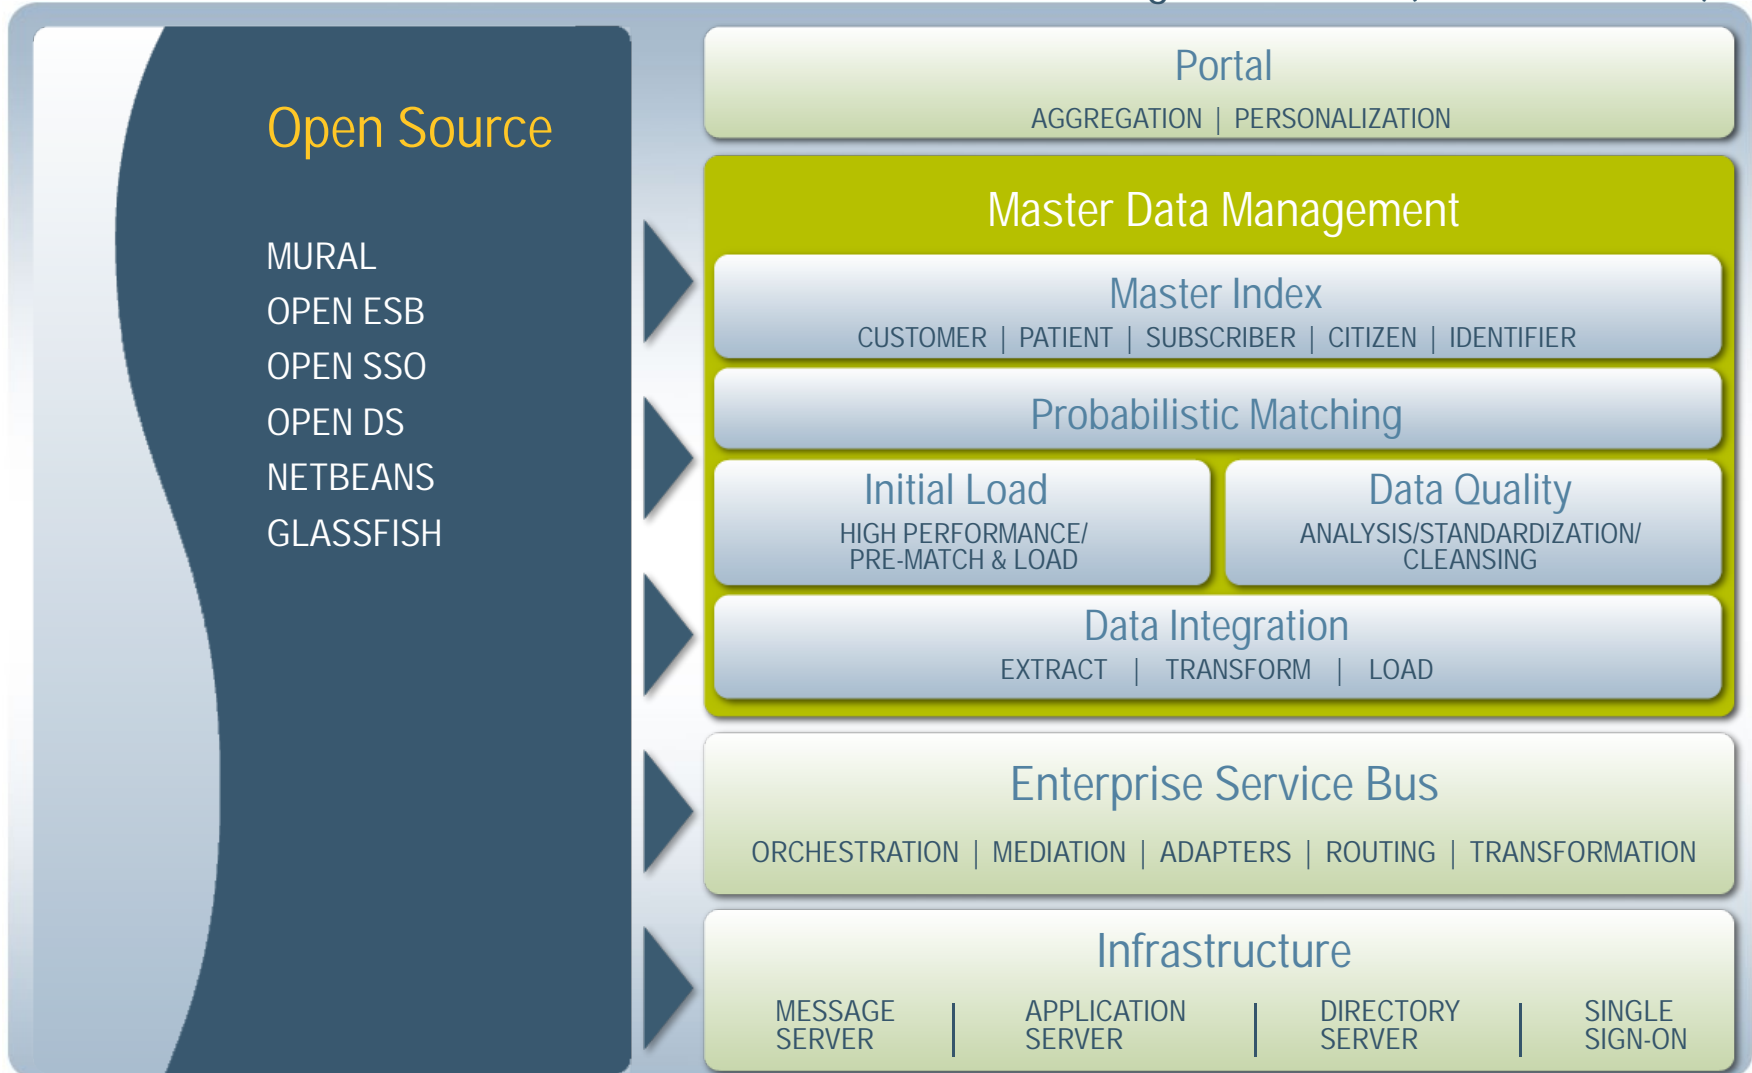 Open Source
MURAL
OPEN ESB
OPEN SSO
OPEN DS
NETBEANS
GLASSFISH
Portal
AGGREGATION | PERSONALIZATION
Master Data Management
Master Index
CUSTOMER | PATIENT | SUBSCRIBER | CITIZEN | IDENTIFIER
Probabilistic Matching
Initial Load
HIGH PERFORMANCE/
PRE-MATCH & LOAD
Data Quality
ANALYSIS/STANDARDIZATION/
CLEANSING
Data Integration
EXTRACT | TRANSFORM | LOAD
Enterprise Service Bus
ORCHESTRATION | MEDIATION | ADAPTERS | ROUTING | TRANSFORMATION
Infrastructure
MESSAGE
SERVER
APPLICATION
SERVER
DIRECTORY
SERVER
SINGLE
SIGN-ON